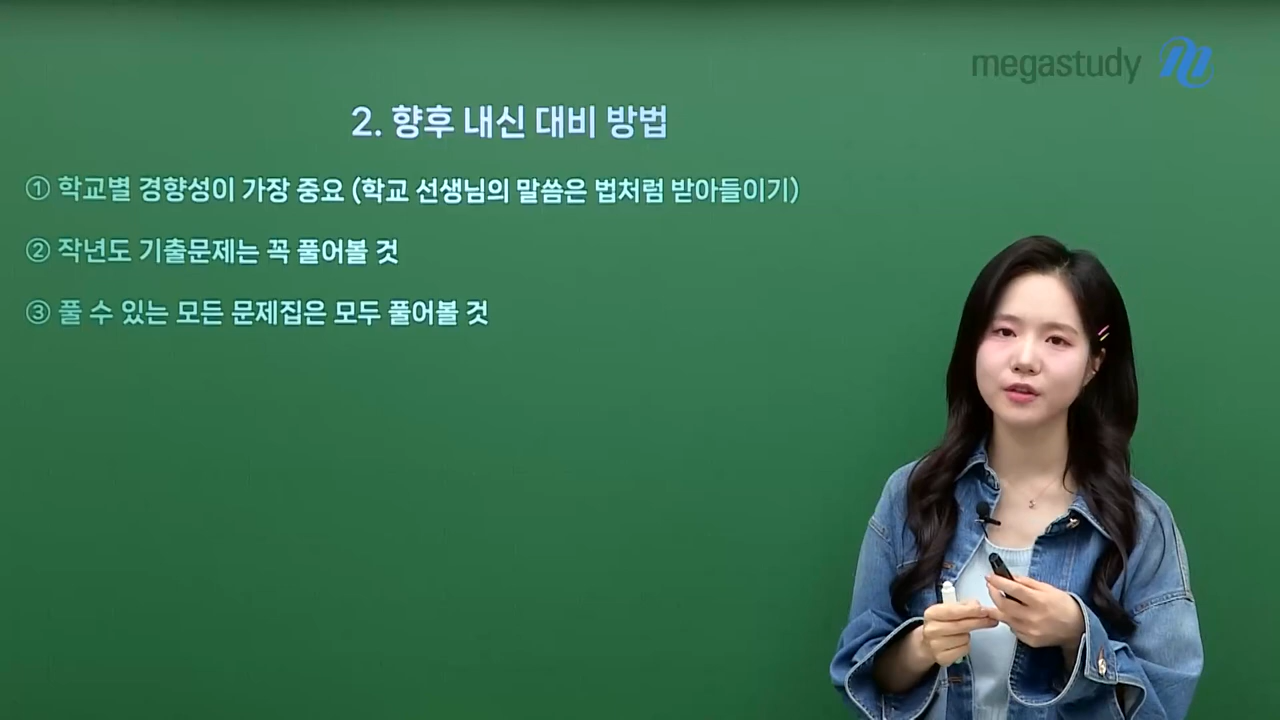 megastudy
2. 향후 내신 대비 방법
① 학교별 경향성이 가장 중요 (학교 선생님의 말씀은 법처럼 받아들이기)
② 작년도 기출문제는 꼭 풀어볼 것
③ 풀 수 있는 모든 문제집은 모두 풀어볼 것